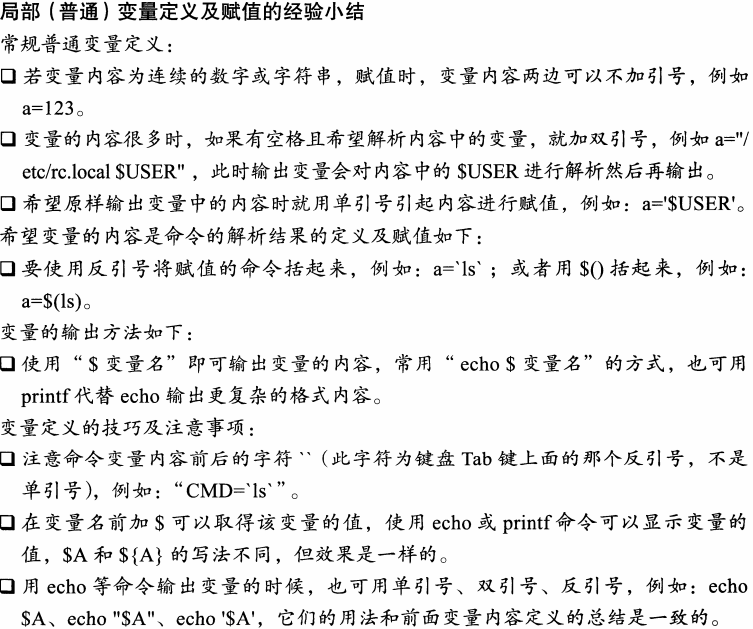 局部（普通）变量定义及赋值的经验小结
常规普通变量定义：
❑ 若变量内容为连续的数字或字符串，赋值时，变量内容两边可以不加引号，例如
a=123。
❑ 变量的内容很多时，如果有空格且希望解析内容中的变量，就加双引号，例如 a="/
etc/rc.local $USER"，此时输出变量会对内容中的 $USER 进行解析然后再输出。
❑ 希望原样输出变量中的内容时就用单引号引起内容进行赋值，例如：a='$USER'。
希望变量的内容是命令的解析结果的定义及赋值如下：
❑ 要使用反引号将赋值的命令括起来，例如：a=`ls`；或者用 $() 括起来，例如：
a=$(ls)。
变量的输出方法如下：
❑ 使用“ $ 变量名”即可输出变量的内容，常用“ echo $ 变量名”的方式，也可用
printf 代替 echo 输出更复杂的格式内容。
变量定义的技巧及注意事项：
❑ 注意命令变量内容前后的字符 ``（此字符为键盘 Tab 键上面的那个反引号，不是
单引号），例如：“CMD=`ls`”。
❑ 在变量名前加 $ 可以取得该变量的值，使用 echo 或 printf 命令可以显示变量的
值，$A 和 ${A} 的写法不同，但效果是一样的。
❑ 用 echo 等命令输出变量的时候，也可用单引号、双引号、反引号，例如：echo
$A、echo "$A"、echo '$A'，它们的用法和前面变量内容定义的总结是一致的。